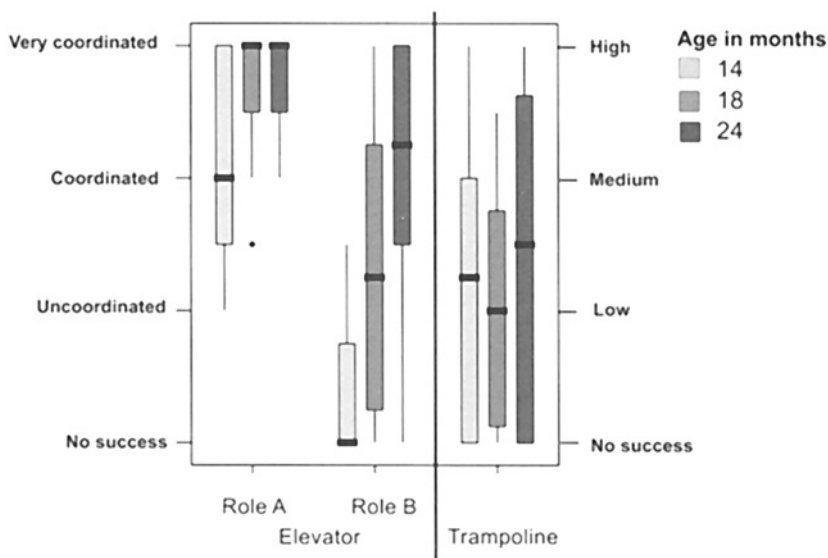 Very coordinated
Coordinated
Uncoordinated
No success
High
Medium
Low
No success
Age in months
14
18
24
Role A
Role B
Elevator
Trampoline